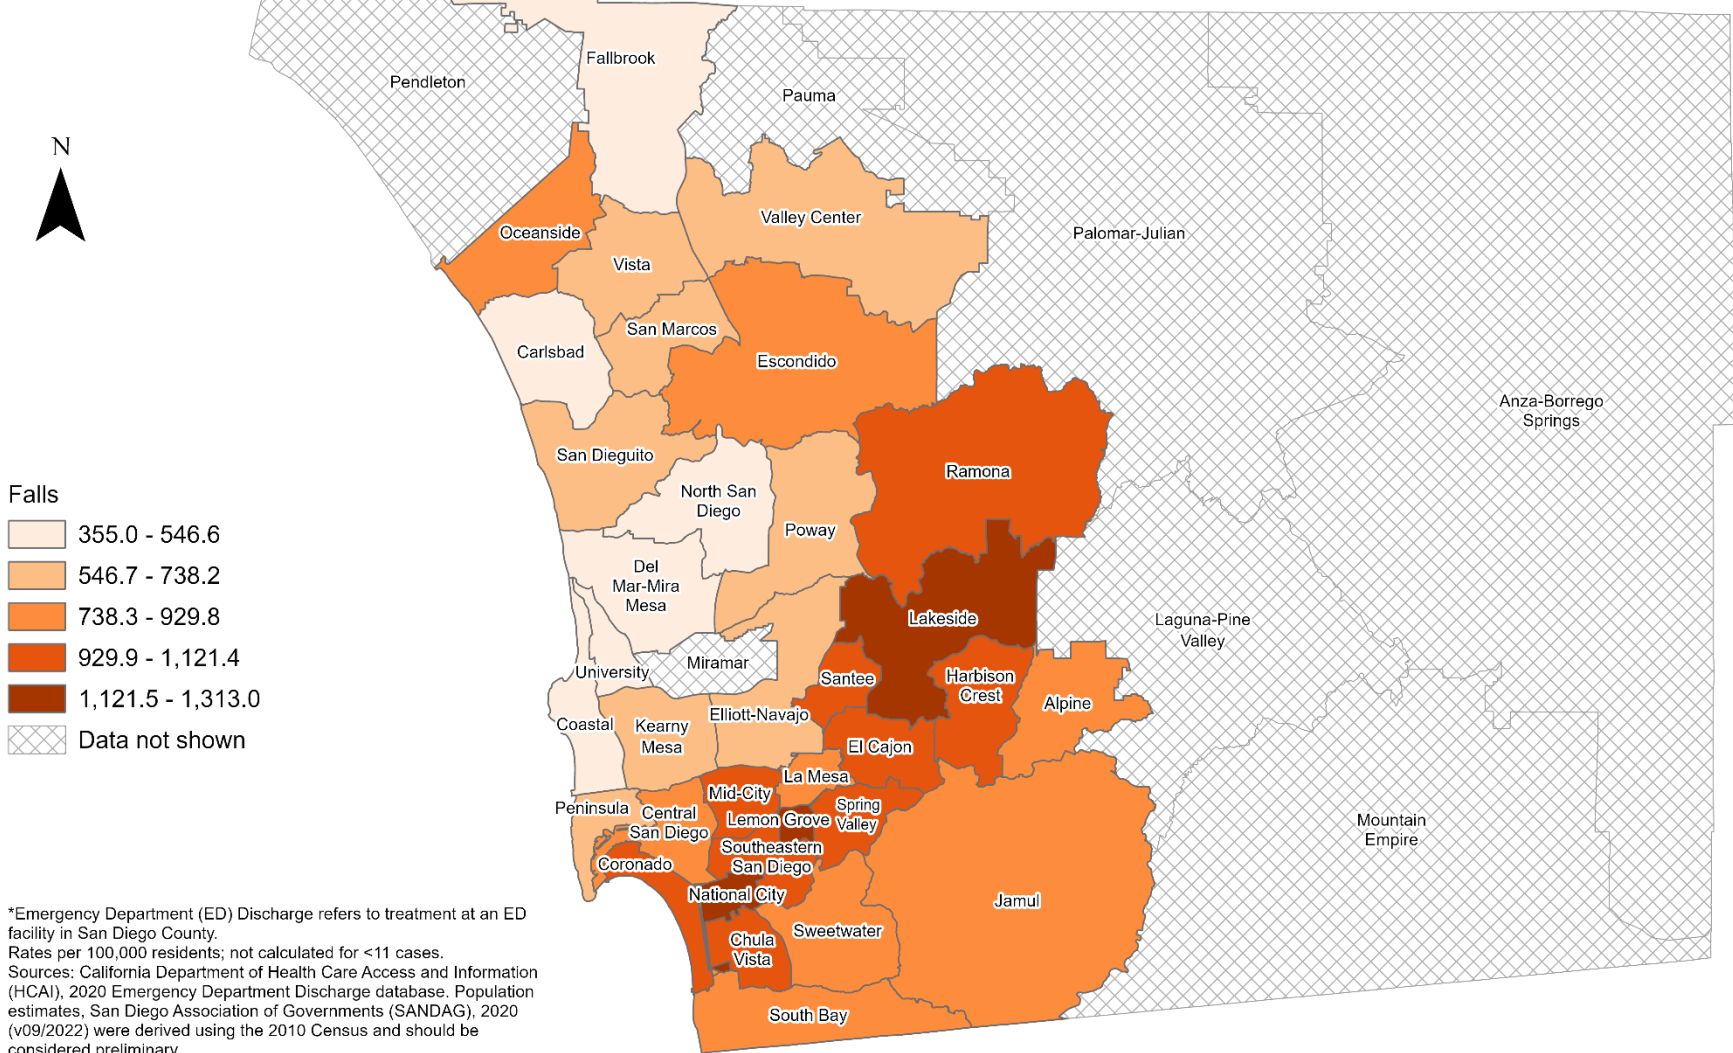 Fallbrook
Pendleton
Pauma
N
Valley Center
Oceanside
Palomar-Julian
Vista
San Marcos
Carlsbad
Escondido
Anza-Borrego
Springs
San Dieguito
Ramona
North San
Diego
Poway
Falls
355.0 - 546.6
546.7 - 738.2
738.3 - 929.8
929.9 - 1,121.4
1,121.5 - 1,313.0
Data not shown
Del
Mar-Mira
Mesa
Lakeside
Laguna-Pine
Valley
Miramar
University
Santee
Harbison
Crest
Alpine
Coastal
Kearny
Mesa
Elliott-Navajo
El Cajon
La Mesa
Mid-City
Peninsula
Central
San Diego
Lemon Grove
Spring
Valley
Mountain
Empire
Southeastern
San Diego
Coronado
National City
Jamul
Sweetwater
Chula
Vista
South Bay
*Emergency Department (ED) Discharge refers to treatment at an ED
facility in San Diego County.
Rates per 100,000 residents; not calculated for <11 cases.
Sources: California Department of Health Care Access and Information
(HCAI), 2020 Emergency Department Discharge database. Population
estimates, San Diego Association of Governments (SANDAG), 2020
(v09/2022) were derived using the 2010 Census and should be
considered preliminary.